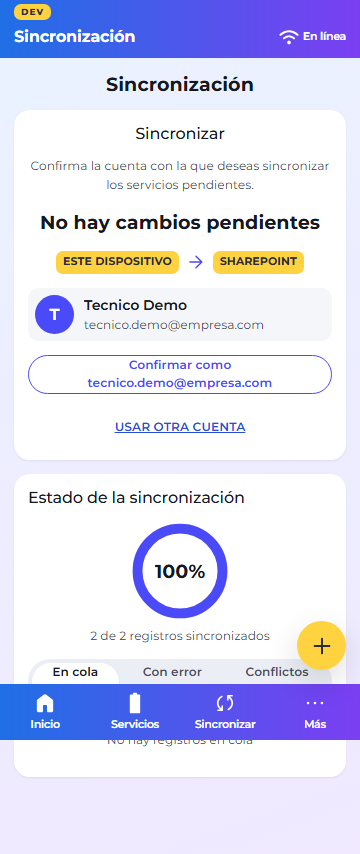 DEV
Sincronización
En línea
Sincronización
Sincronizar
Confirma la cuenta con la que deseas sincronizar
los servicios pendientes.
No hay cambios pendientes
ESTE DISPOSITIVO
SHAREPOINT
T
Tecnico Demo
tecnico.demo@empresa.com
Confirmar como
tecnico.demo@empresa.com
USAR OTRA CUENTA
Estado de la sincronización
100%
2 de 2 registros sincronizados
En cola
Con error
Conflictos
Inicio
Servicios
Sincronizar
Más
No hay registros en cola